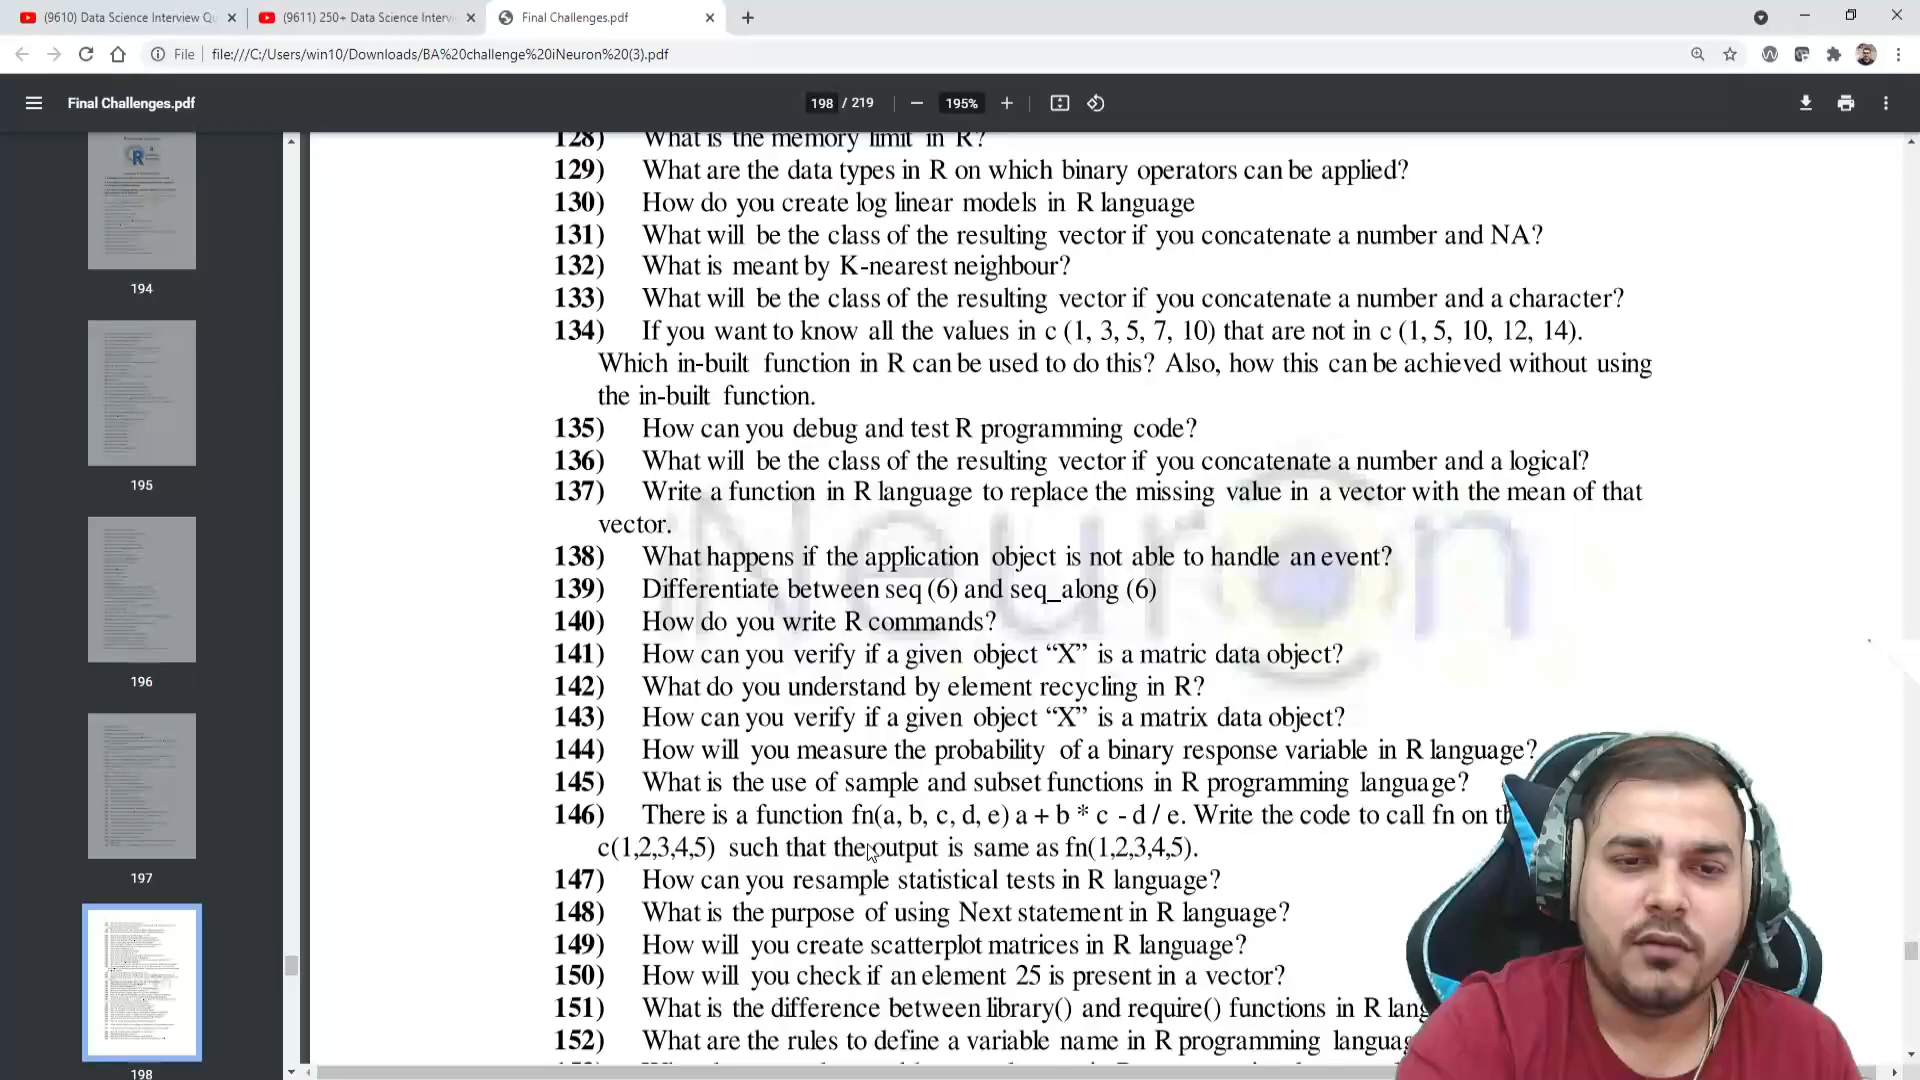 (9610) Data Science Interview Qu
(9611) 250+ Data Science Intervi
Final Challenges.pdf
File
file:///C:/Users/win10/Downloads/BA%20challenge%20iNeuron%20(3).pdf
Final Challenges.pdf
198 / 219
195%
194
195
196
197
198
iNeuron
128) What is the memory limit in R?
129) What are the data types in R on which binary operators can be applied?
130) How do you create log linear models in R language
131) What will be the class of the resulting vector if you concatenate a number and NA?
132) What is meant by K-nearest neighbour?
133) What will be the class of the resulting vector if you concatenate a number and a character?
134) If you want to know all the values in c (1, 3, 5, 7, 10) that are not in c (1, 5, 10, 12, 14).
Which in-built function in R can be used to do this? Also, how this can be achieved without using
the in-built function.
135) How can you debug and test R programming code?
136) What will be the class of the resulting vector if you concatenate a number and a logical?
137) Write a function in R language to replace the missing value in a vector with the mean of that
vector.
138) What happens if the application object is not able to handle an event?
139) Differentiate between seq (6) and seq_along (6)
140) How do you write R commands?
141) How can you verify if a given object “X” is a matric data object?
142) What do you understand by element recycling in R?
143) How can you verify if a given object “X” is a matrix data object?
144) How will you measure the probability of a binary response variable in R language?
145) What is the use of sample and subset functions in R programming language?
146) There is a function fn(a, b, c, d, e) a + b * c - d / e. Write the code to call fn on th
c(1,2,3,4,5) such that the output is same as fn(1,2,3,4,5).
147) How can you resample statistical tests in R language?
148) What is the purpose of using Next statement in R language?
149) How will you create scatterplot matrices in R language?
150) How will you check if an element 25 is present in a vector?
151) What is the difference between library() and require() functions in R lang
152) What are the rules to define a variable name in R programming languag